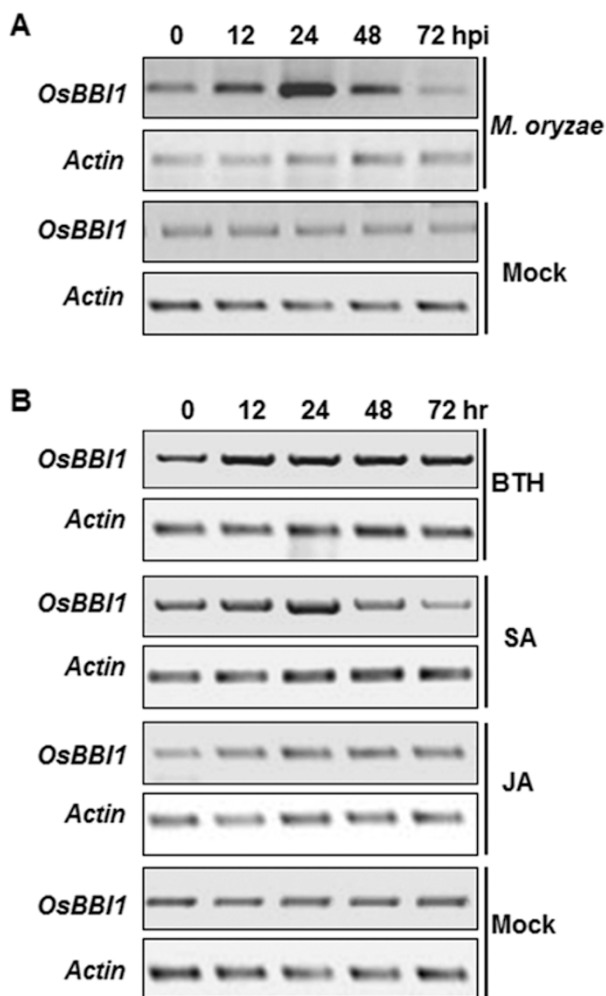 A
0 12 24 48 72 hpi
OsBBI1
Actin
M. oryzae
OsBBI1
Actin
Mock
B
0 12 24 48 72 hr
OsBBI1
Actin
BTH
OsBBI1
Actin
SA
OsBBI1
Actin
JA
OsBBI1
Actin
Mock